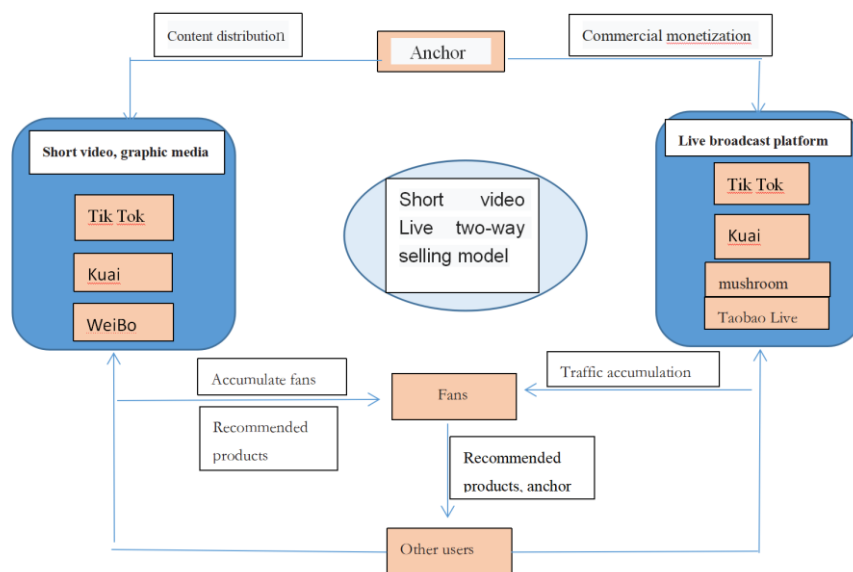 Content distribution
Anchor
Commercial monetization
Short video, graphic media
Tik Tok
Kuai
WeiBo
Short video
Live two-way
selling model
Live broadcast platform
Tik Tok
Kuai
mushroom
Taobao Live
Accumulate fans
Recommended
products
Fans
Traffic accumulation
Recommended
products, anchor
Other users